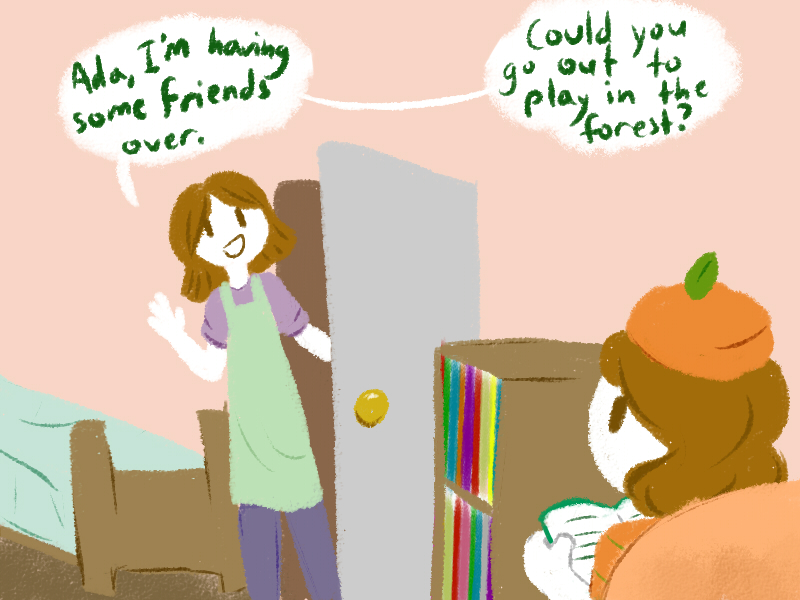 Ada, I'm having
some friends
over.
Could you
go out to
play in the
forest?